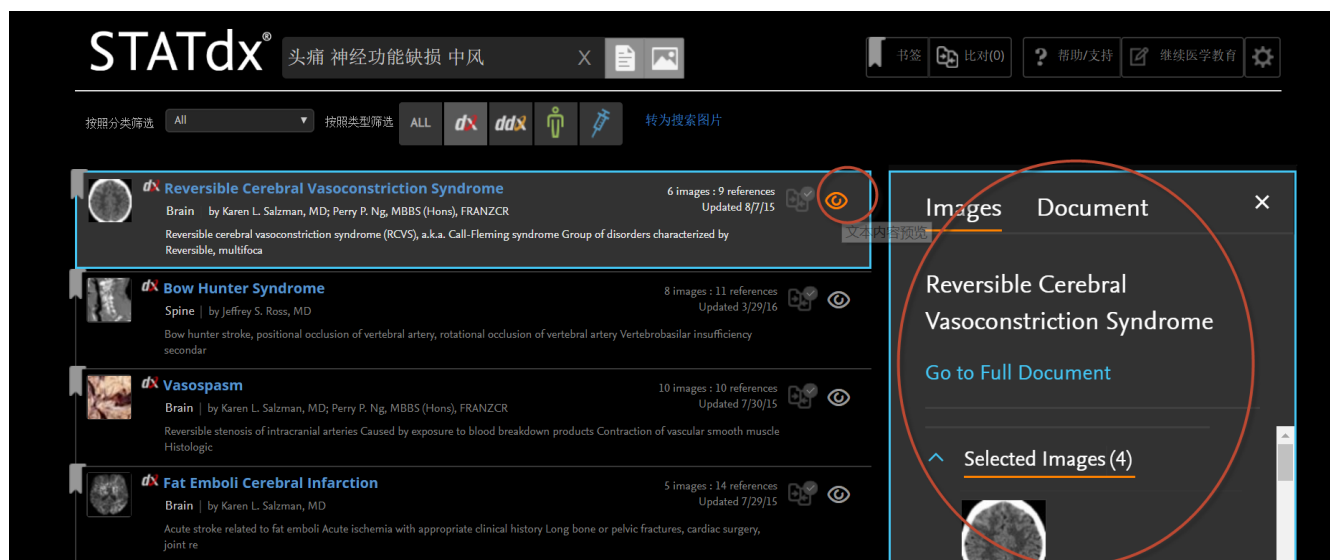 STATdx®
头痛 神经功能缺损 中风
X
书签
比对(0)
? 帮助/支持
继续医学教育
按照分类筛选
All
按照类型筛选
ALL
dx
ddx
转为搜索图片
dx Reversible Cerebral Vasoconstriction Syndrome
Brain by Karen L. Salzman, MD; Perry P. Ng, MBBS (Hons), FRANZCR
Reversible cerebral vasoconstriction syndrome (RCVS), a.k.a. Call-Fleming syndrome Group of disorders characterized by
Reversible, multifoca
6 images : 9 references
Updated 8/7/15
文本内容预览
dx Bow Hunter Syndrome
Spine | by Jeffrey S. Ross, MD
Bow hunter stroke, positional occlusion of vertebral artery, rotational occlusion of vertebral artery Vertebrobasilar insufficiency
secondar
8 images : 11 references
Updated 3/29/16
dx Vasospasm
Brain | by Karen L. Salzman, MD; Perry P. Ng, MBBS (Hons), FRANZCR
Reversible stenosis of intracranial arteries Caused by exposure to blood breakdown products Contraction of vascular smooth muscle
Histologic
10 images : 10 references
Updated 7/30/15
dx Fat Emboli Cerebral Infarction
Brain | by Karen L. Salzman, MD
Acute stroke related to fat emboli Acute ischemia with appropriate clinical history Long bone or pelvic fractures, cardiac surgery,
joint re
5 images : 14 references
Updated 7/29/15
Images
Document
×
Reversible Cerebral
Vasoconstriction Syndrome
Go to Full Document
Selected Images (4)